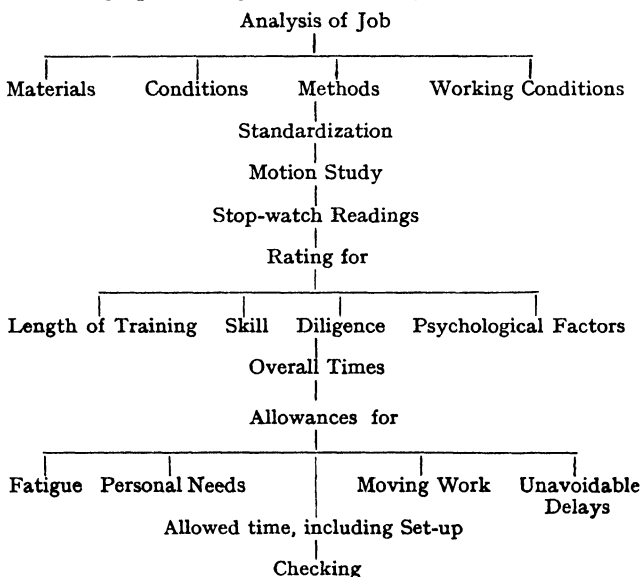 Analysis of Job
Materials Conditions Methods Working Conditions
Standardization
Motion Study
Stop-watch Readings
Rating for
Length of Training Skill Diligence Psychological Factors
Overall Times
Allowances for
Fatigue Personal Needs Moving Work Unavoidable
Delays
Allowed time, including Set-up
Checking